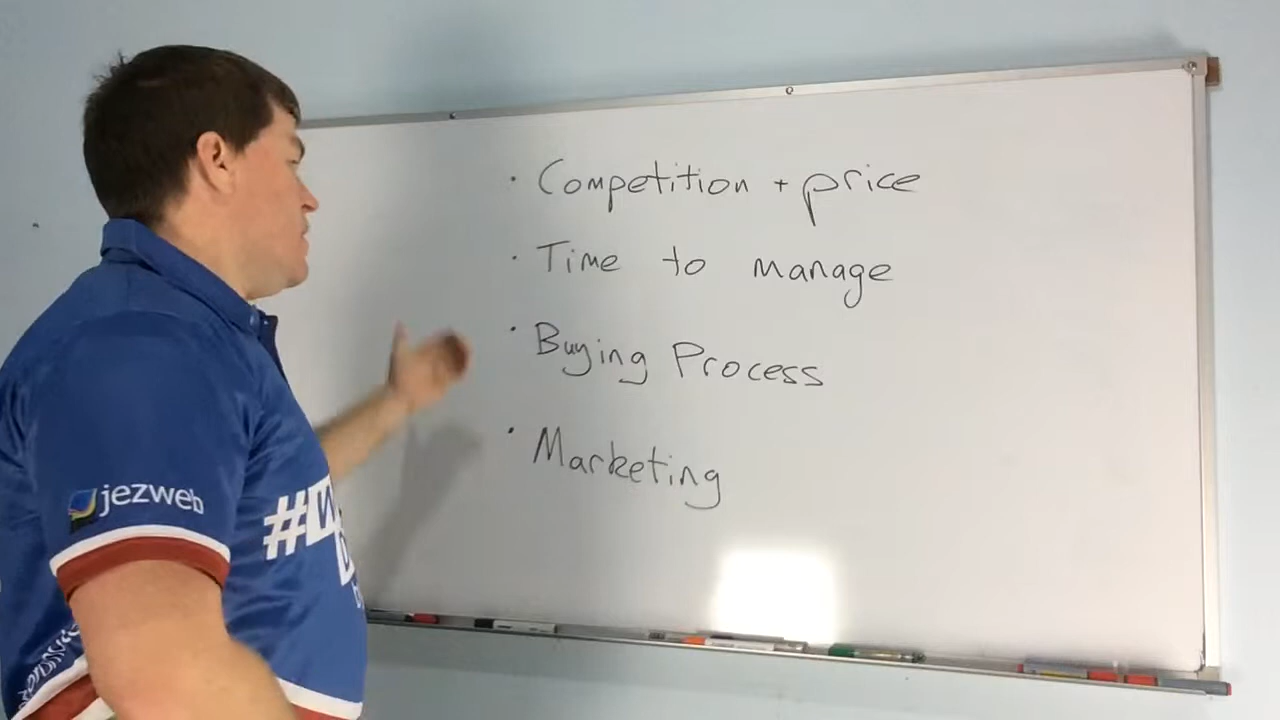 · Competition + price
· Time to manage
· Buying Process
· Marketing
jezweb